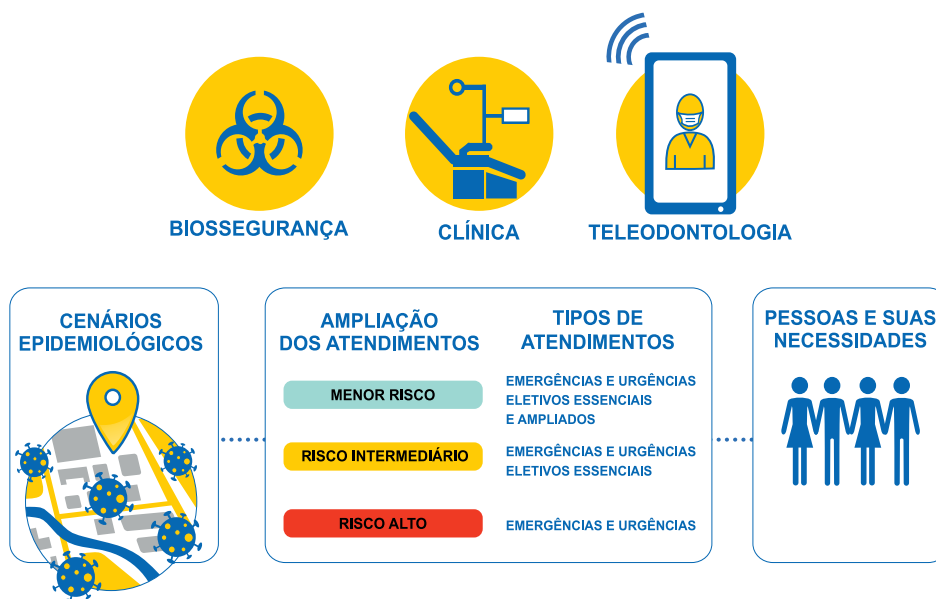 BIOSSEGURANÇA
CLÍNICA
TELEODONTOLOGIA
CENÁRIOS
EPIDEMIOLÓGICOS
AMPLIAÇÃO
DOS ATENDIMENTOS
TIPOS DE
ATENDIMENTOS
MENOR RISCO
EMERGÊNCIAS E URGÊNCIAS
ELETIVOS ESSENCIAIS
E AMPLIADOS
RISCO INTERMEDIÁRIO
EMERGÊNCIAS E URGÊNCIAS
ELETIVOS ESSENCIAIS
RISCO ALTO
EMERGÊNCIAS E URGÊNCIAS
PESSOAS E SUAS
NECESSIDADES